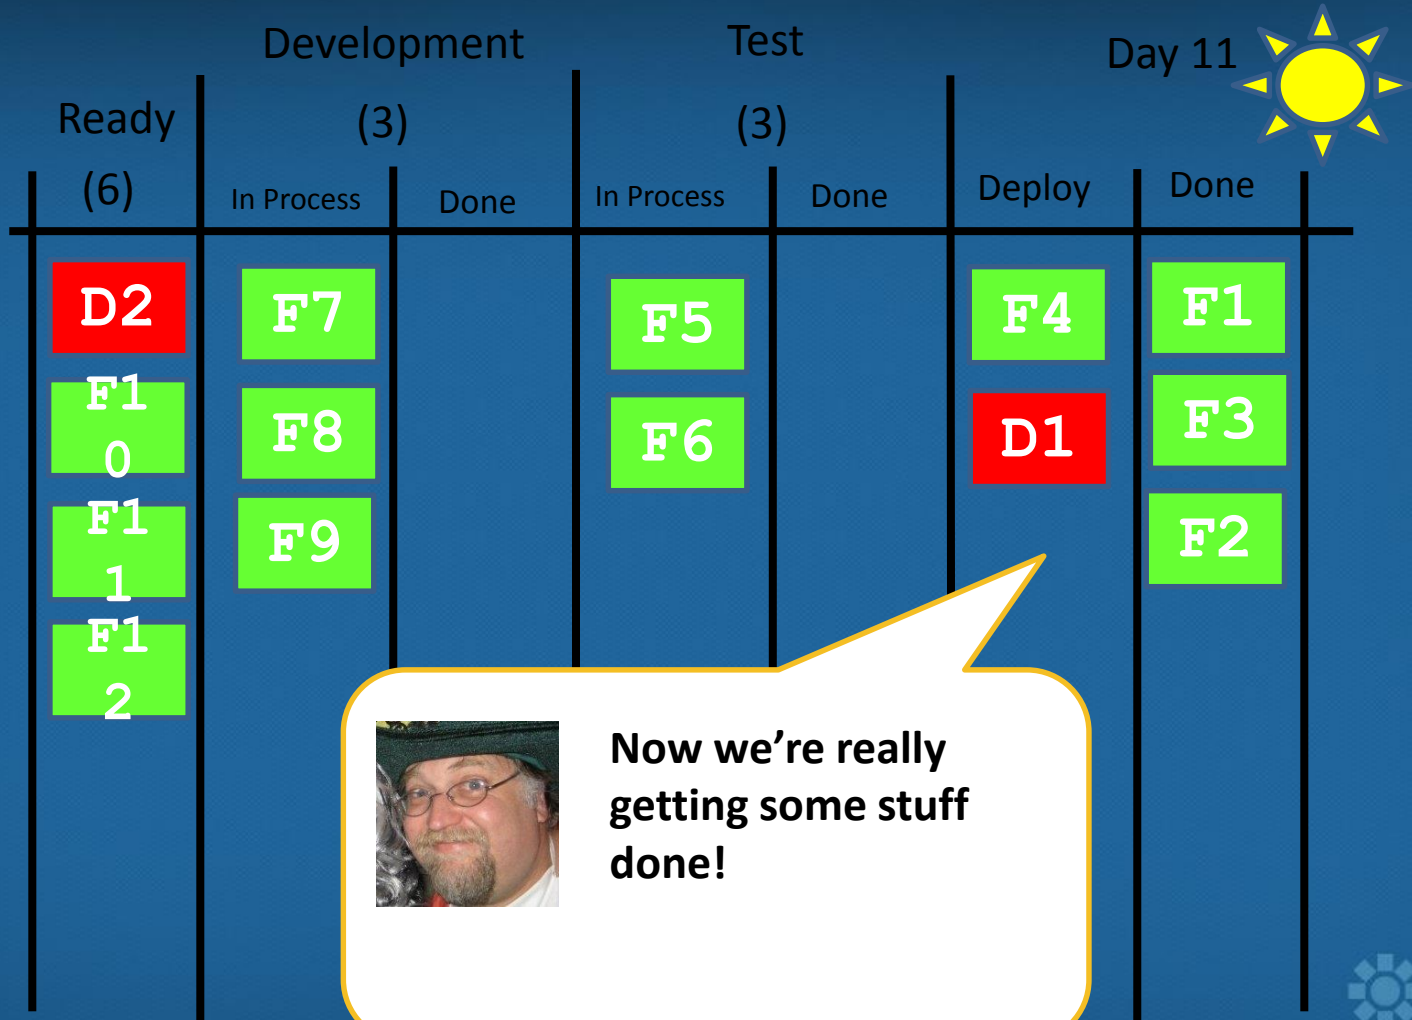 Development
Test
Day 11
Ready
(3)
(3)
(6)
In Process
Done
In Process
Done
Deploy
Done
D2
F7
F5
F4
F1
F1
0
F8
F6
D1
F3
F1
1
F9
F2
F1
2
Now we’re really
getting some stuff
done!